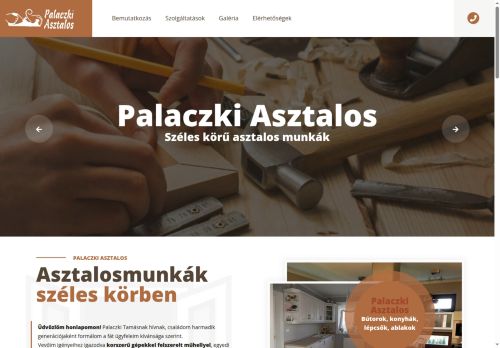 Palaczki
Asztalos
Bemutatkozás Szolgáltatások Galéria Elérhetőségek
Palaczki Asztalos
Széles körű asztalos munkák
PALACZKI ASZTALOS
Asztalosmunkák
széles körben
Üdvözlöm honlapomon! Palaczki Tamásnak hívnak, családom harmadik
generációjaként formálom a fát ügyfeleim kívánsága szerint.
Vevőim igényeihez igazodva korszerű gépekkel felszerelt műhellyel, egyedi
Palaczki
Asztalos
Bútorok, konyhák,
lépcsők, ablakok